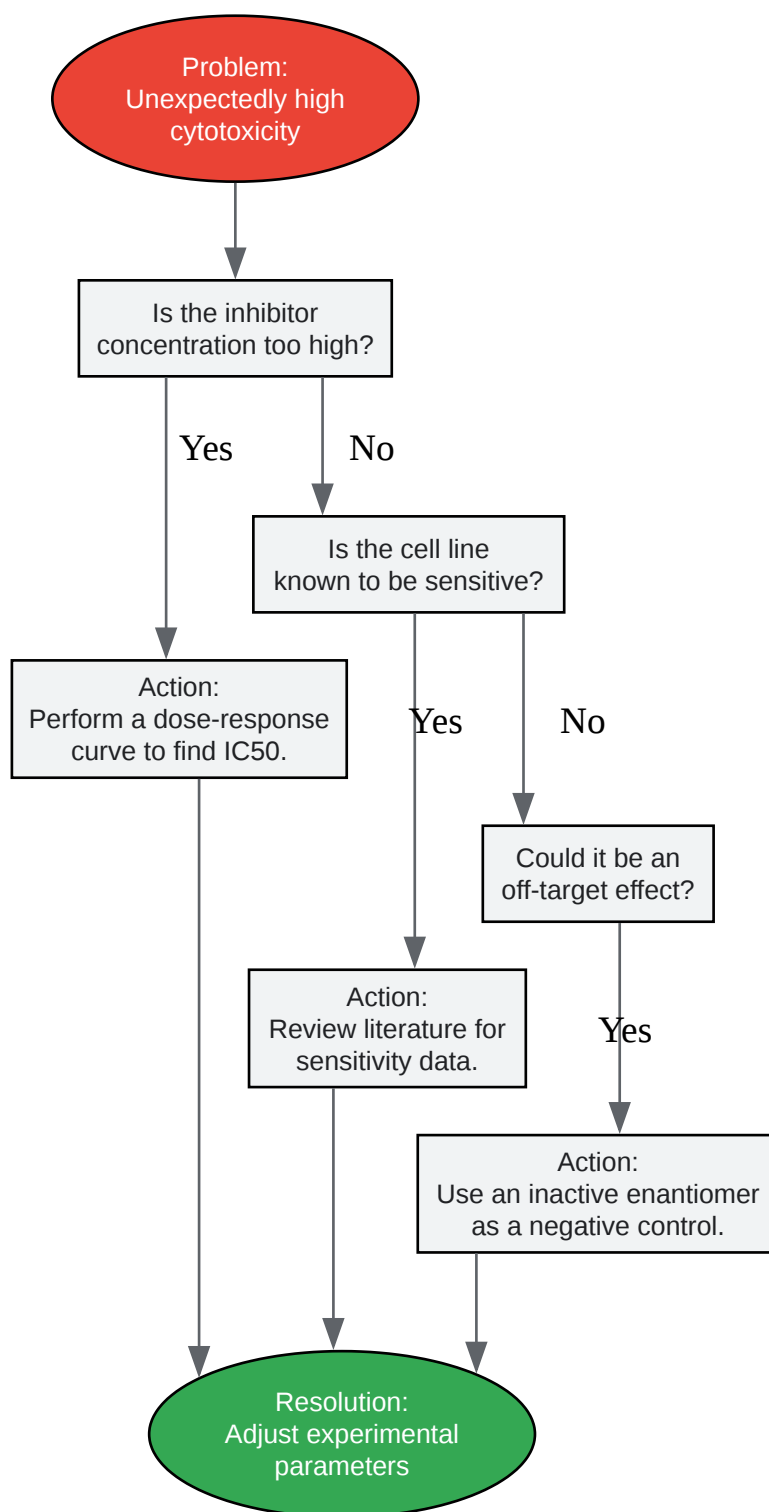 Problem:
Unexpectedly high
cytotoxicity
Is the inhibitor
concentration too high?
Yes
No
Is the cell line
known to be sensitive?
Action:
Perform a dose-response
curve to find IC50.
Yes
No
Could it be an
off-target effect?
Action:
Review literature for
sensitivity data.
Yes
Action:
Use an inactive enantiomer
as a negative control.
Resolution:
Adjust experimental
parameters